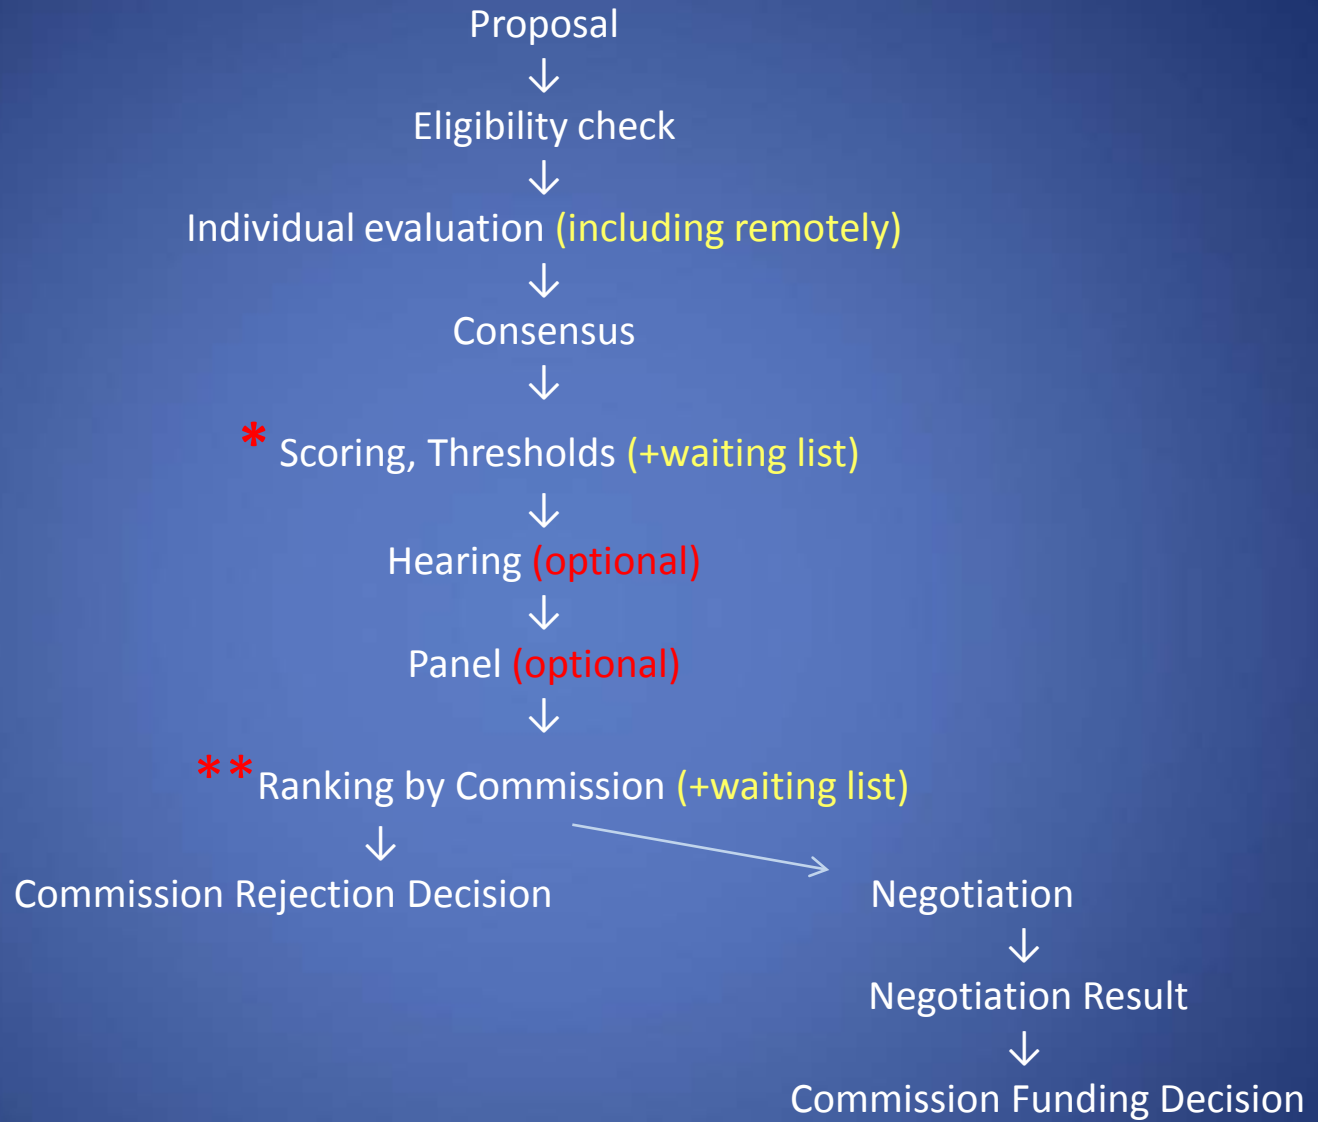 Proposal
↓
Eligibility check
↓
Individual evaluation (including remotely)
↓
Consensus
↓
* Scoring, Thresholds (+waiting list)
↓
Hearing (optional)
↓
Panel (optional)
↓
**Ranking by Commission (+waiting list)
↓
Commission Rejection Decision
Negotiation
↓
Negotiation Result
↓
Commission Funding Decision